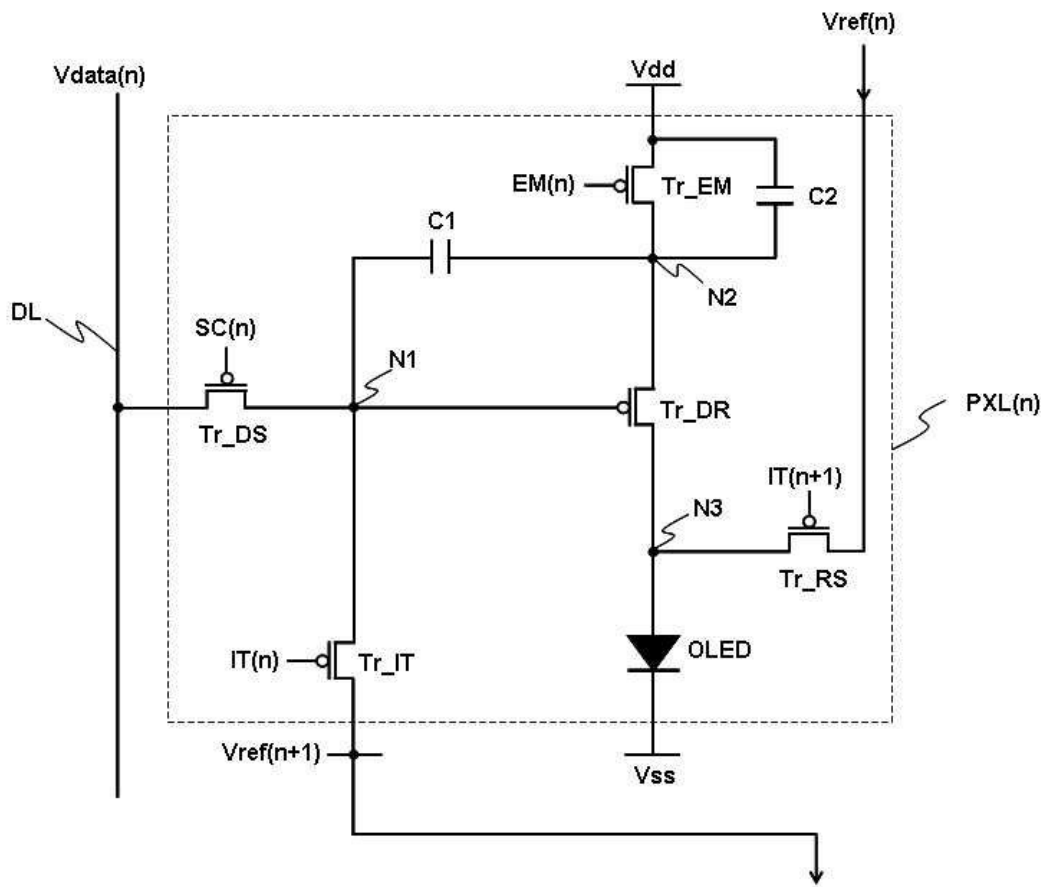 Vref(n)
Vdata(n)
Vdd
EM(n)
Tr_EM
C2
C1
N2
DL
SC(n)
N1
Tr_DS
Tr_DR
PXL(n)
IT(n+1)
N3
Tr_RS
IT(n)
Tr_IT
OLED
Vref(n+1)
Vss